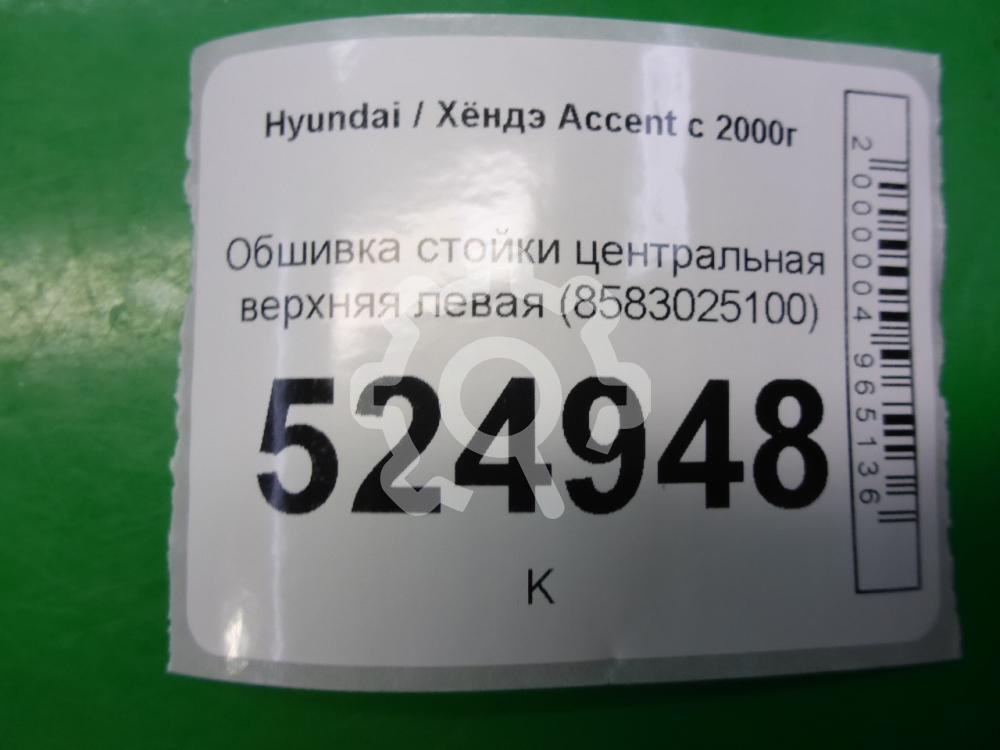 Hyundai / Хёндэ Accent с 2000г
Обшивка стойки центральная
верхняя левая (8583025100)
524948
К
2000004965136